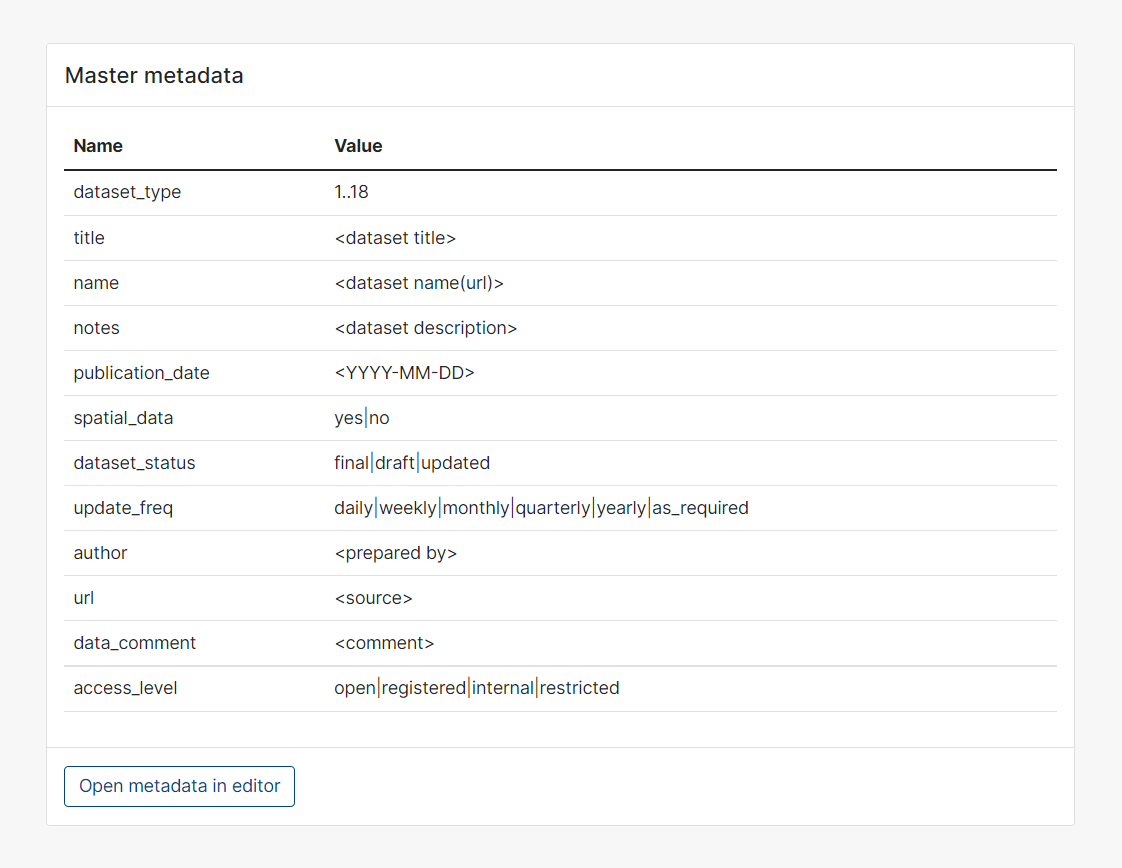 Master metadata
Name Value
dataset_type 1..18
title <dataset title>
name <dataset name(url)>
notes <dataset description>
publication_date <YYYY-MM-DD>
spatial_data yes|no
dataset_status final|draft|updated
update_freq daily|weekly|monthly|quarterly|yearly|as_required
author <prepared by>
url <source>
data_comment <comment>
access_level open|registered|internal|restricted
Open metadata in editor